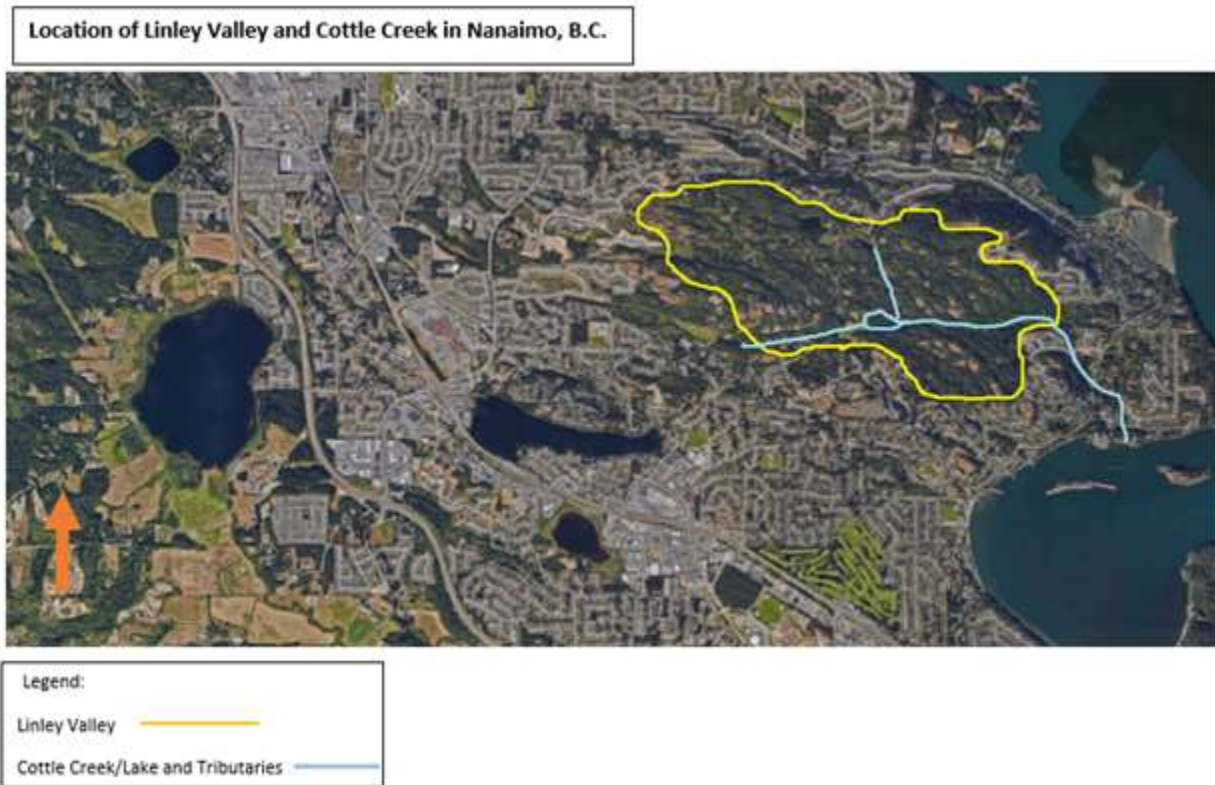 Location of Linley Valley and Cottle Creek in Nanaimo, B.C.
Legend:
Linley Valley
Cottle Creek/Lake and Tributaries